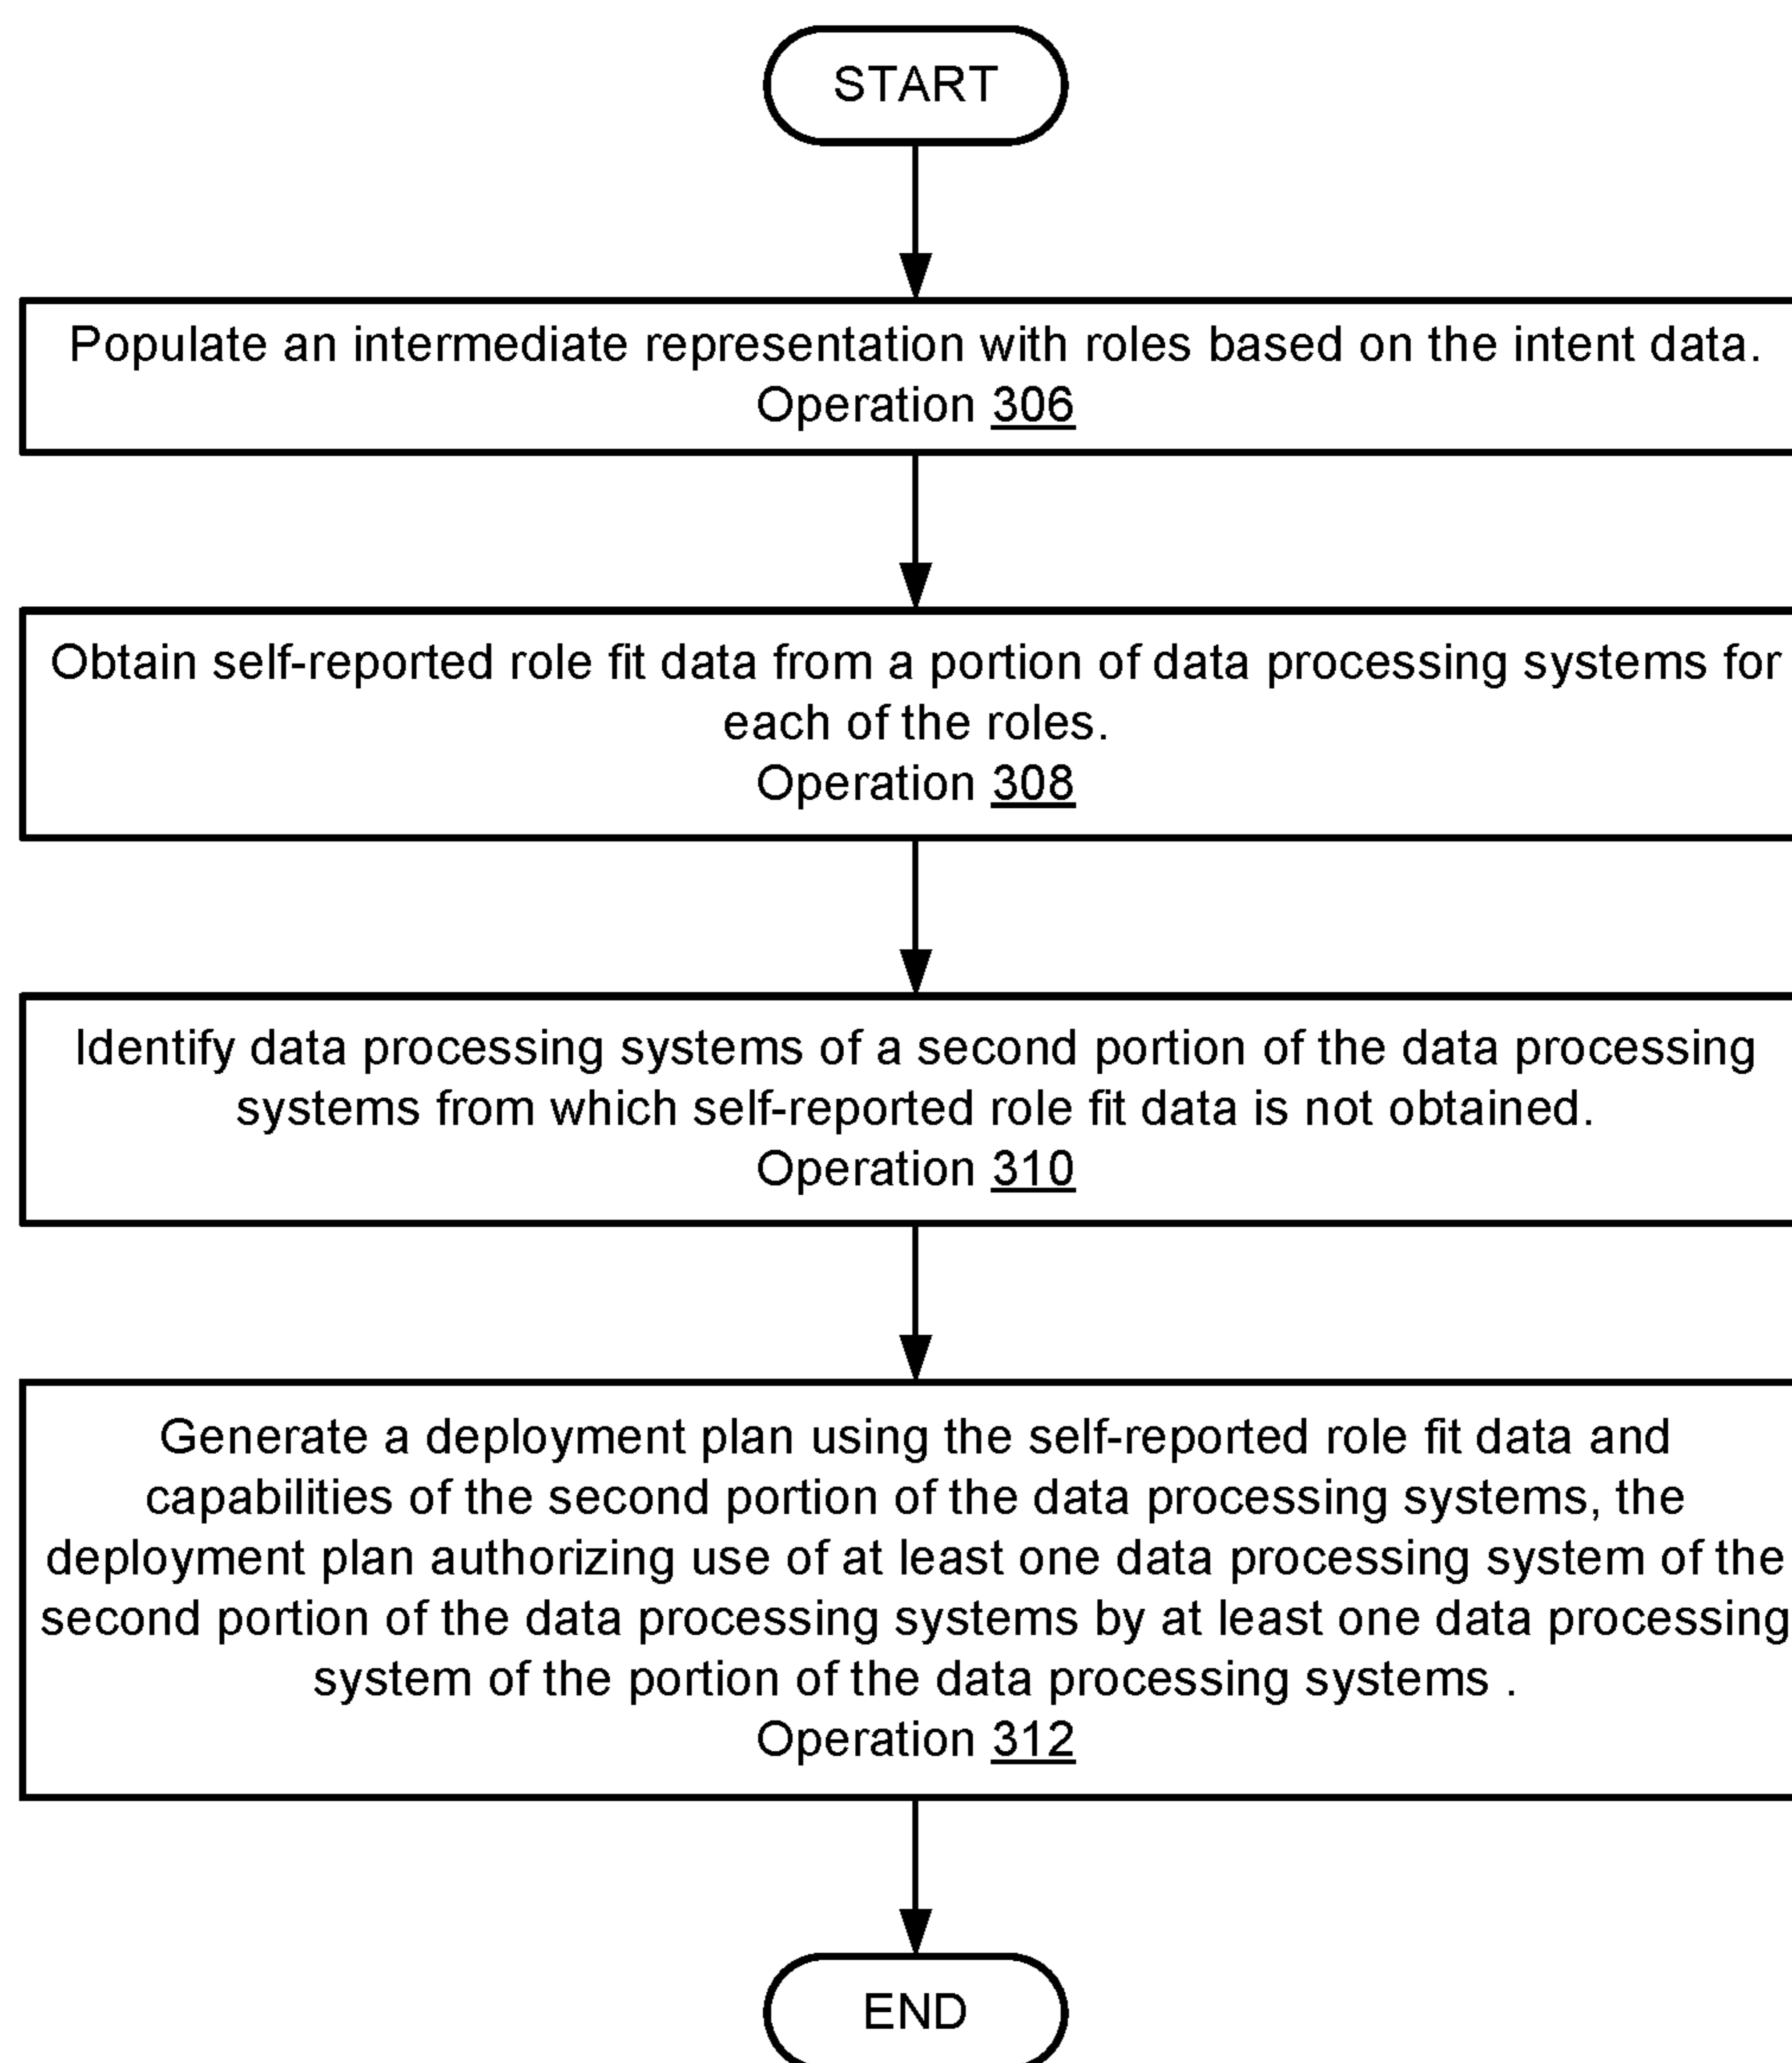 START
Populate an intermediate representation with roles based on the intent data.
Operation 306
Obtain self-reported role fit data from a portion of data processing systems for
each of the roles.
Operation 308
Identify data processing systems of a second portion of the data processing
systems from which self-reported role fit data is not obtained.
Operation 310
Generate a deployment plan using the self-reported role fit data and
capabilities of the second portion of the data processing systems, the
deployment plan authorizing use of at least one data processing system of the
second portion of the data processing systems by at least one data processing
system of the portion of the data processing systems .
Operation 312
END